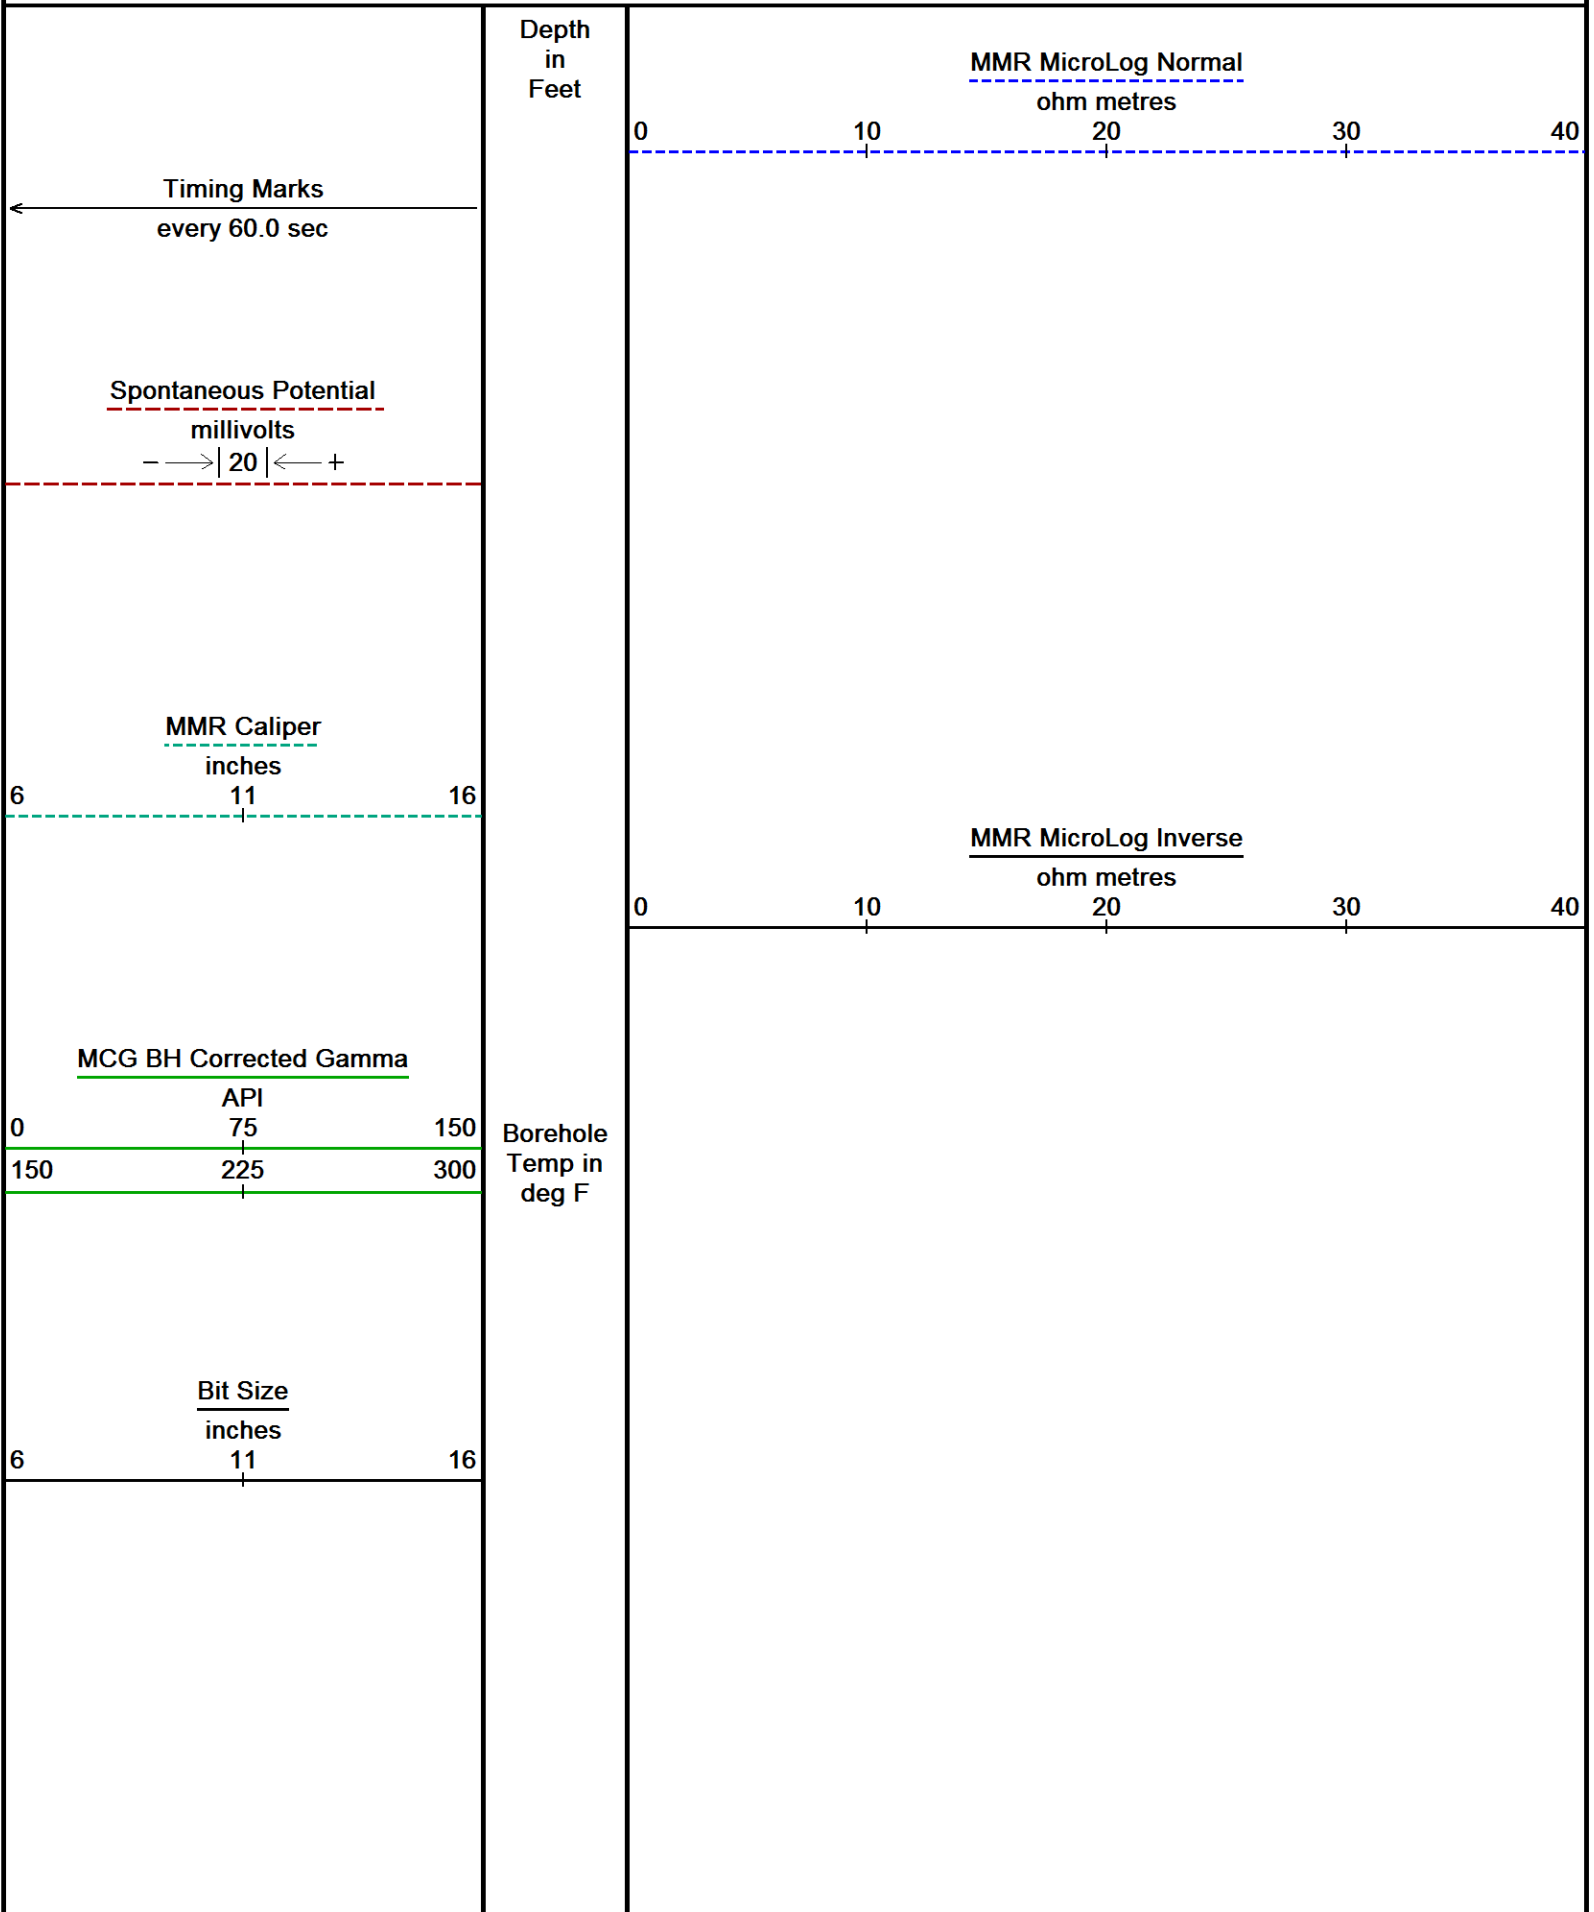 Depth
in
Feet
MMR MicroLog Normal
ohm metres
0 10 20 30 40
Timing Marks
every 60.0 sec
Spontaneous Potential
millivolts
− 20 +
MMR Caliper
inches
6 11 16
MMR MicroLog Inverse
ohm metres
0 10 20 30 40
MCG BH Corrected Gamma
API
0 75 150
150 225 300
Borehole
Temp in
deg F
Bit Size
inches
6 11 16